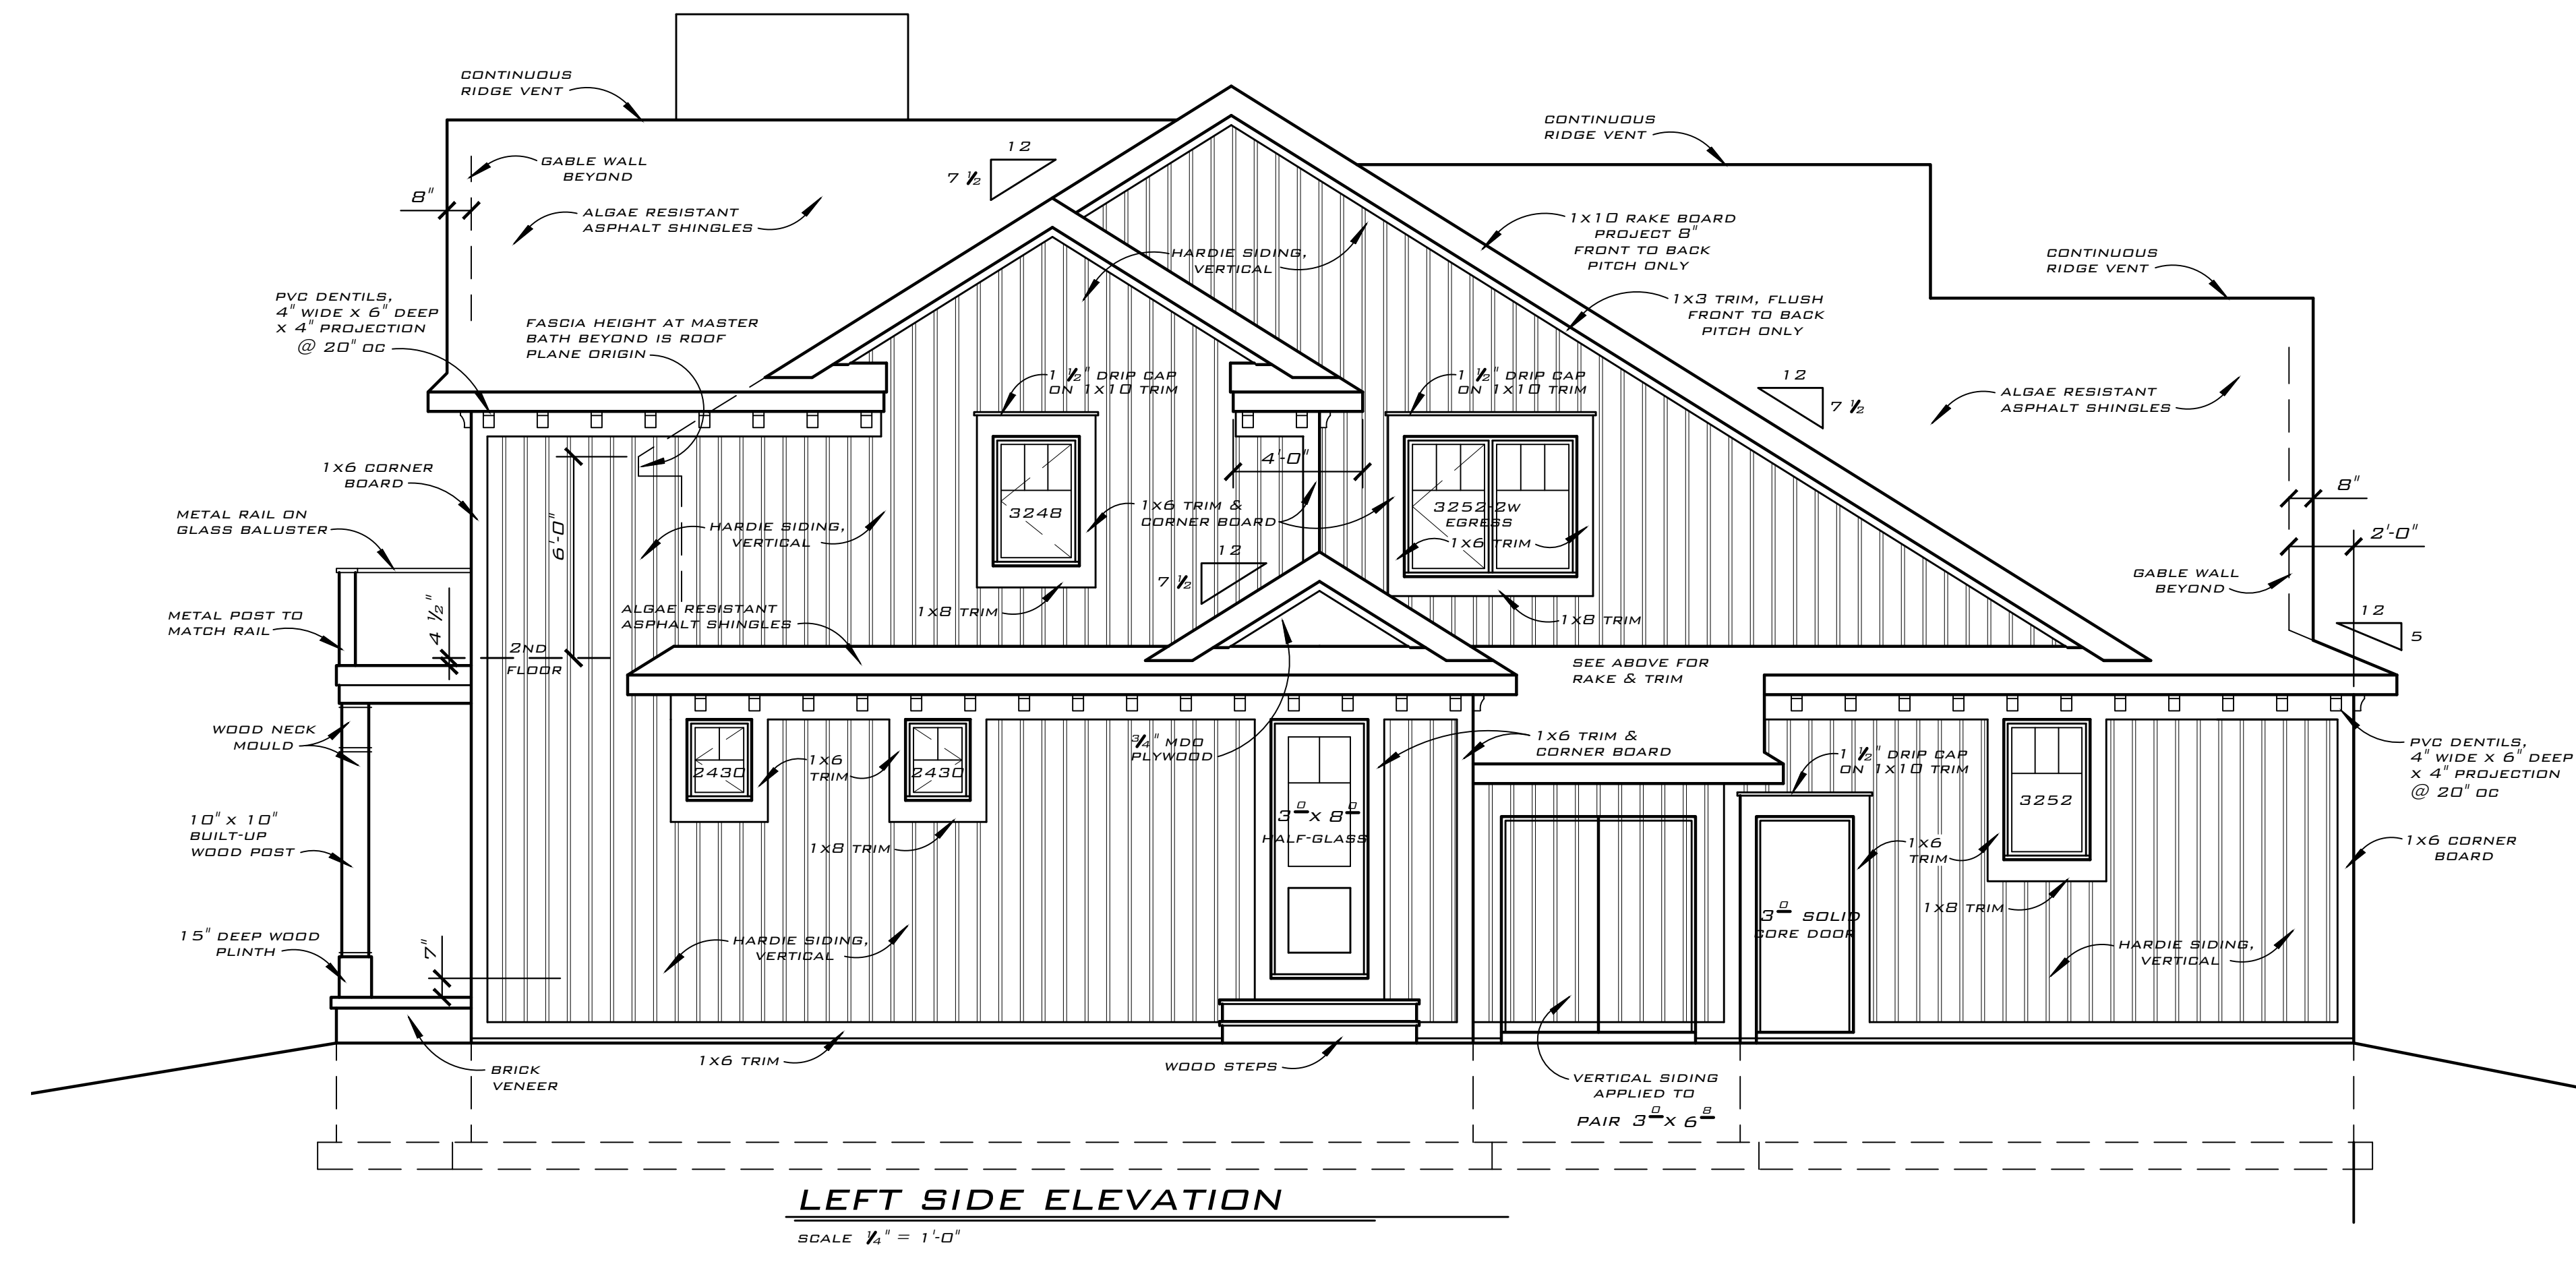 CONTINUOUS
RIDGE VENT
GABLE WALL
BEYOND
8"
ALGAE RESISTANT
ASPHALT SHINGLES
12
7 1/2
CONTINUOUS
RIDGE VENT
1x10 RAKE BOARD
PROJECT 8"
FRONT TO BACK
PITCH ONLY
HARDIE SIDING,
VERTICAL
CONTINUOUS
RIDGE VENT
PVC DENTILS,
4" WIDE X 6" DEEP
X 4" PROJECTION
@ 20" OC
FASCIA HEIGHT AT MASTER
BATH BEYOND IS ROOF
PLANE ORIGIN
1x3 TRIM, FLUSH
FRONT TO BACK
PITCH ONLY
1 1/2" DRIP CAP
ON 1X10 TRIM
1 1/2" DRIP CAP
ON 1X10 TRIM
12
7 1/2
ALGAE RESISTANT
ASPHALT SHINGLES
1x6 CORNER
BOARD
4'-0"
8"
METAL RAIL ON
GLASS BALUSTER
6'-0"
HARDIE SIDING,
VERTICAL
3248
1x6 TRIM &
CORNER BOARD
3252-2W
EGRESS
1x6 TRIM
2'-0"
12
7 1/2
GABLE WALL
BEYOND
METAL POST TO
MATCH RAIL
4 1/2"
ALGAE RESISTANT
ASPHALT SHINGLES
1x8 TRIM
1x8 TRIM
12
5
2ND
FLOOR
SEE ABOVE FOR
RAKE & TRIM
WOOD NECK
MOULD
3/4" MDO
PLYWOOD
1x6 TRIM &
CORNER BOARD
1 1/2" DRIP CAP
ON 1X10 TRIM
PVC DENTILS,
4" WIDE X 6" DEEP
X 4" PROJECTION
@ 20" OC
2430
1x6
TRIM
2430
3252
10" X 10"
BUILT-UP
WOOD POST
3 0 X 8 0
HALF-GLASS
1x8 TRIM
1x6
TRIM
1x6 CORNER
BOARD
15" DEEP WOOD
PLINTH
7"
HARDIE SIDING,
VERTICAL
3 0 SOLID
CORE DOOR
1x8 TRIM
HARDIE SIDING,
VERTICAL
BRICK
VENEER
1x6 TRIM
WOOD STEPS
VERTICAL SIDING
APPLIED TO
PAIR 3 0 X 6 8
LEFT SIDE ELEVATION
SCALE 1/4" = 1'-0"